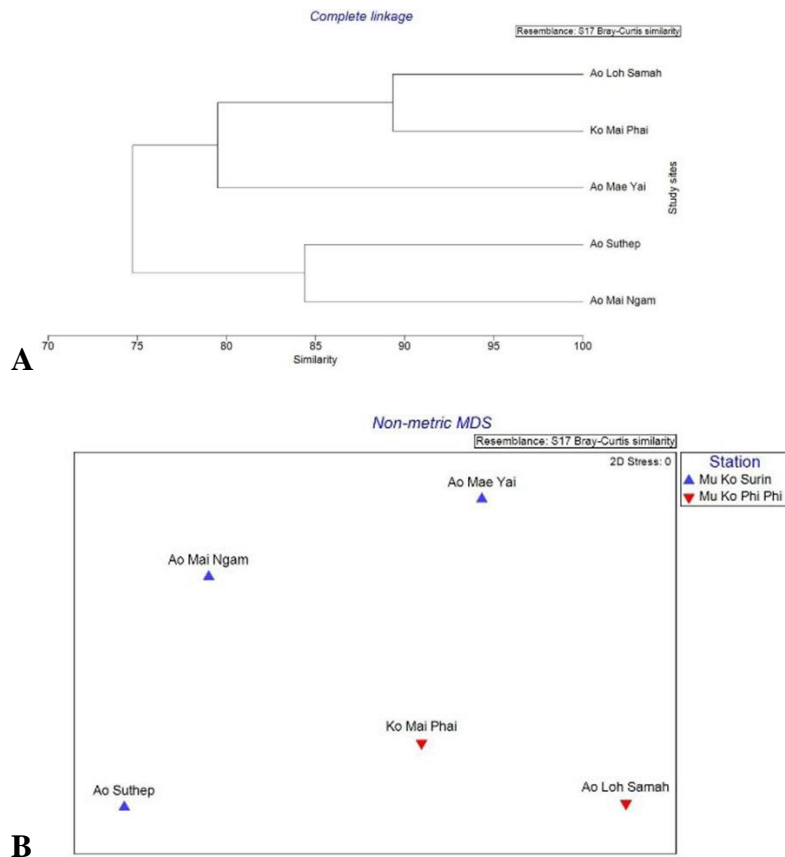 Complete linkage
Resemblance: S17 Bray-Curtis similarity
Ao Loh Samah
Ko Mai Phai
Ao Mae Yai
Ao Suthep
Ao Mai Ngam
Study sites
70 75 80 85 90 95 100
Similarity
A
Non-metric MDS
Resemblance: S17 Bray-Curtis similarity
2D Stress: 0
Station
Mu Ko Surin
Mu Ko Phi Phi
Ao Mae Yai
Ao Mai Ngam
Ko Mai Phai
Ao Suthep
Ao Loh Samah
B